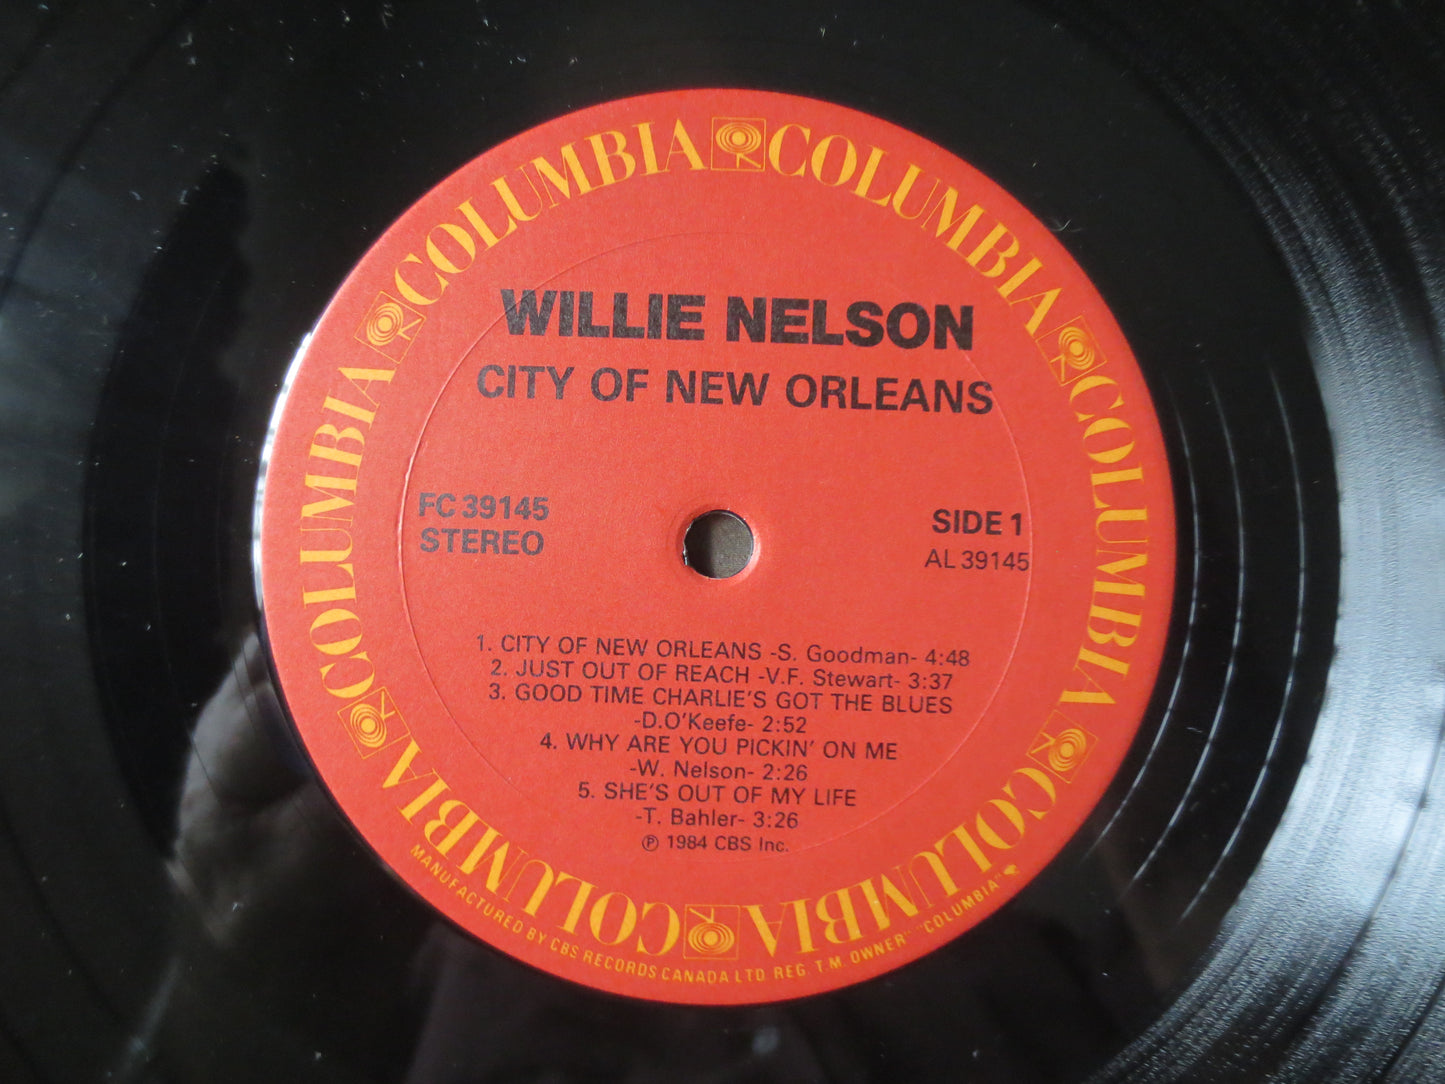 COLUMBIA COLUMBIA COLUMBIA COLUMBIA COLUMBIA COLUMBIA
WILLIE NELSON
CITY OF NEW ORLEANS
FC 39145
STEREO
SIDE 1
AL 39145
1. CITY OF NEW ORLEANS -S. Goodman- 4:48
2. JUST OUT OF REACH -V.F. Stewart- 3:37
3. GOOD TIME CHARLIE'S GOT THE BLUES
-D.O'Keefe- 2:52
4. WHY ARE YOU PICKIN' ON ME
-W. Nelson- 2:26
5. SHE'S OUT OF MY LIFE
-T. Bahler- 3:26
℗ 1984 CBS Inc.
MANUFACTURED BY CBS RECORDS CANADA LTD REG. T.M. OWNER" "COLUMBIA"